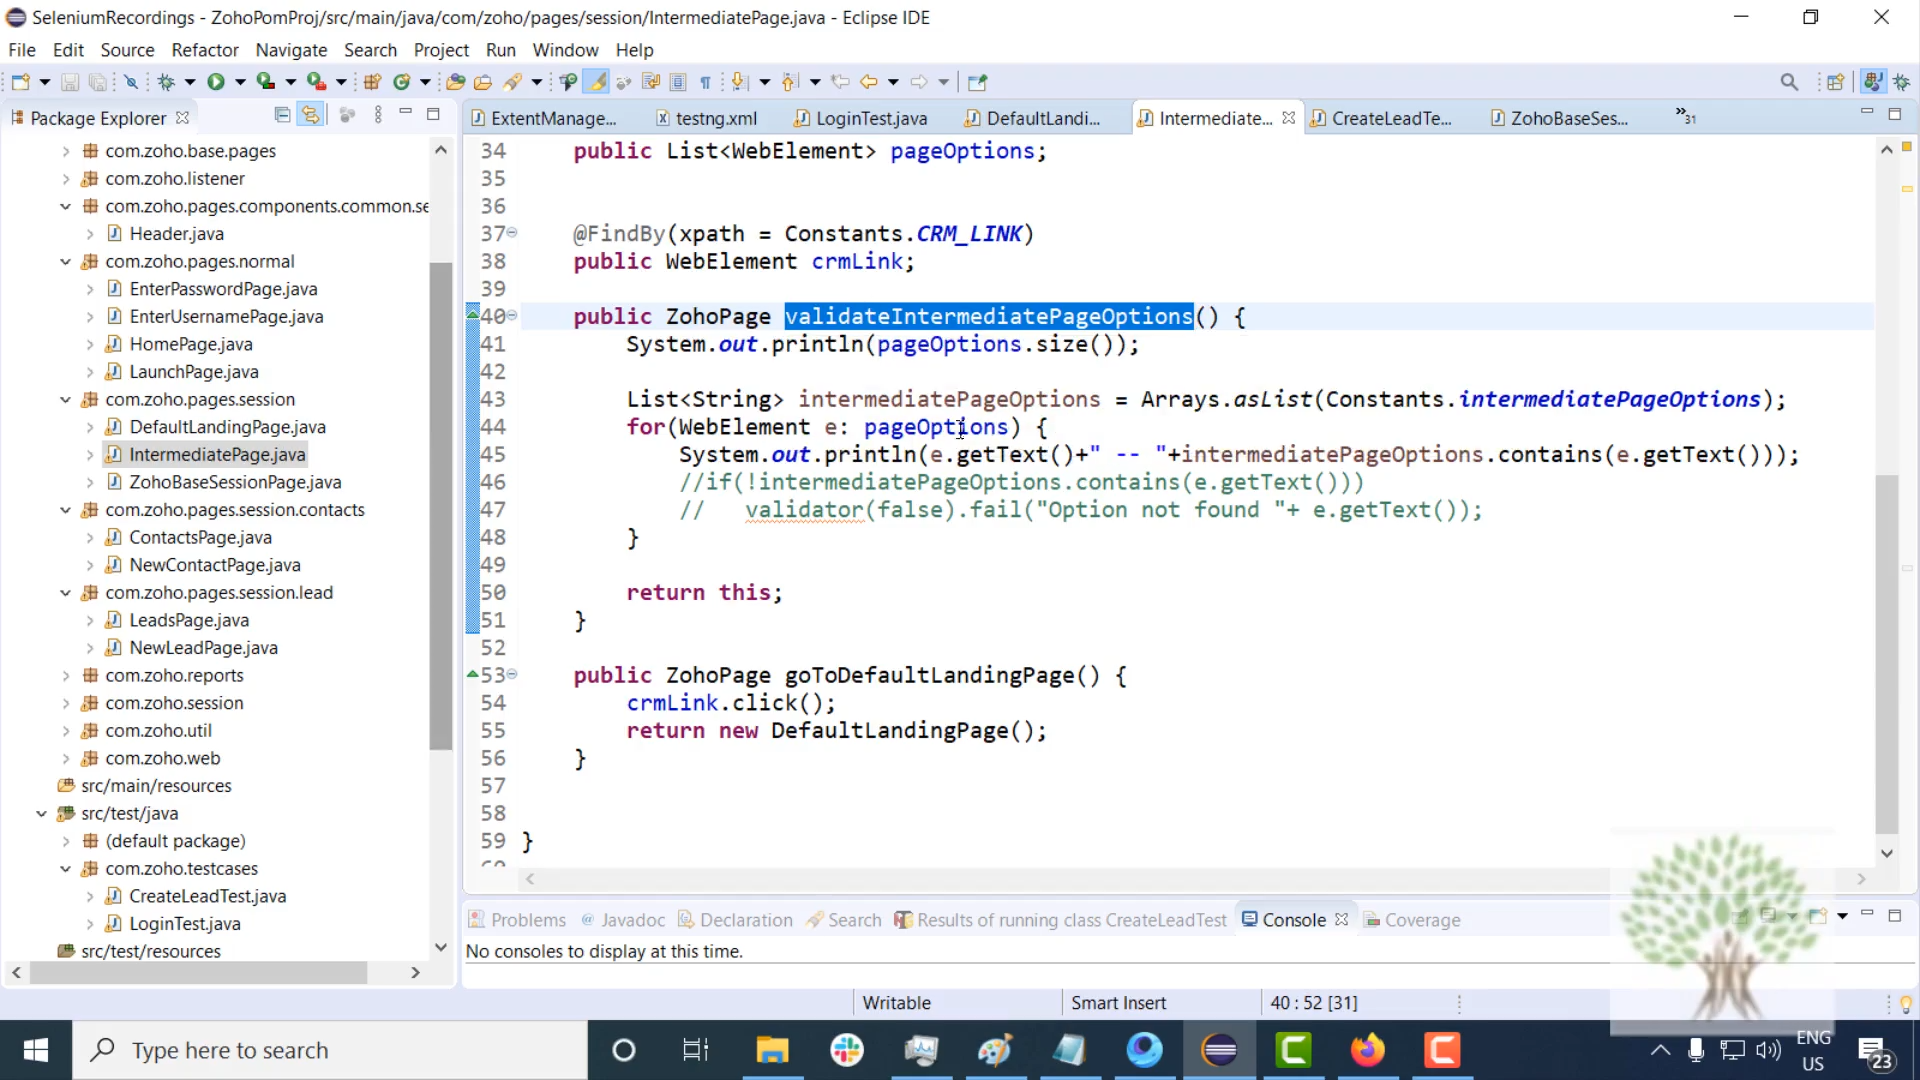 SeleniumRecordings - ZohoPomProj/src/main/java/com/zoho/pages/session/IntermediatePage.java - Eclipse IDE
File Edit Source Refactor Navigate Search Project Run Window Help
Package Explorer
ExtentManage... testng.xml LoginTest.java DefaultLandi... Intermediate... CreateLeadTe... ZohoBaseSes... »31
com.zoho.base.pages
com.zoho.listener
com.zoho.pages.components.common.se
Header.java
com.zoho.pages.normal
EnterPasswordPage.java
EnterUsernamePage.java
HomePage.java
LaunchPage.java
com.zoho.pages.session
DefaultLandingPage.java
IntermediatePage.java
ZohoBaseSessionPage.java
com.zoho.pages.session.contacts
ContactsPage.java
NewContactPage.java
com.zoho.pages.session.lead
LeadsPage.java
NewLeadPage.java
com.zoho.reports
com.zoho.session
com.zoho.util
com.zoho.web
src/main/resources
src/test/java
(default package)
com.zoho.testcases
CreateLeadTest.java
LoginTest.java
src/test/resources
34 public List<WebElement> pageOptions;
35
36
37 @FindBy(xpath = Constants.CRM_LINK)
38 public WebElement crmLink;
39
40 public ZohoPage validateIntermediatePageOptions() {
41 System.out.println(pageOptions.size());
42
43 List<String> intermediatePageOptions = Arrays.asList(Constants.intermediatePageOptions);
44 for(WebElement e: pageOptions) {
45 System.out.println(e.getText()+" -- "+intermediatePageOptions.contains(e.getText()));
46 //if(!intermediatePageOptions.contains(e.getText()))
47 // validator(false).fail("Option not found "+ e.getText());
48 }
49
50 return this;
51 }
52
53 public ZohoPage goToDefaultLandingPage() {
54 crmLink.click();
55 return new DefaultLandingPage();
56 }
57
58
59 }
Problems Javadoc Declaration Search Results of running class CreateLeadTest Console Coverage
No consoles to display at this time.
Writable Smart Insert 40 : 52 [31]
Type here to search
ENG
US
23